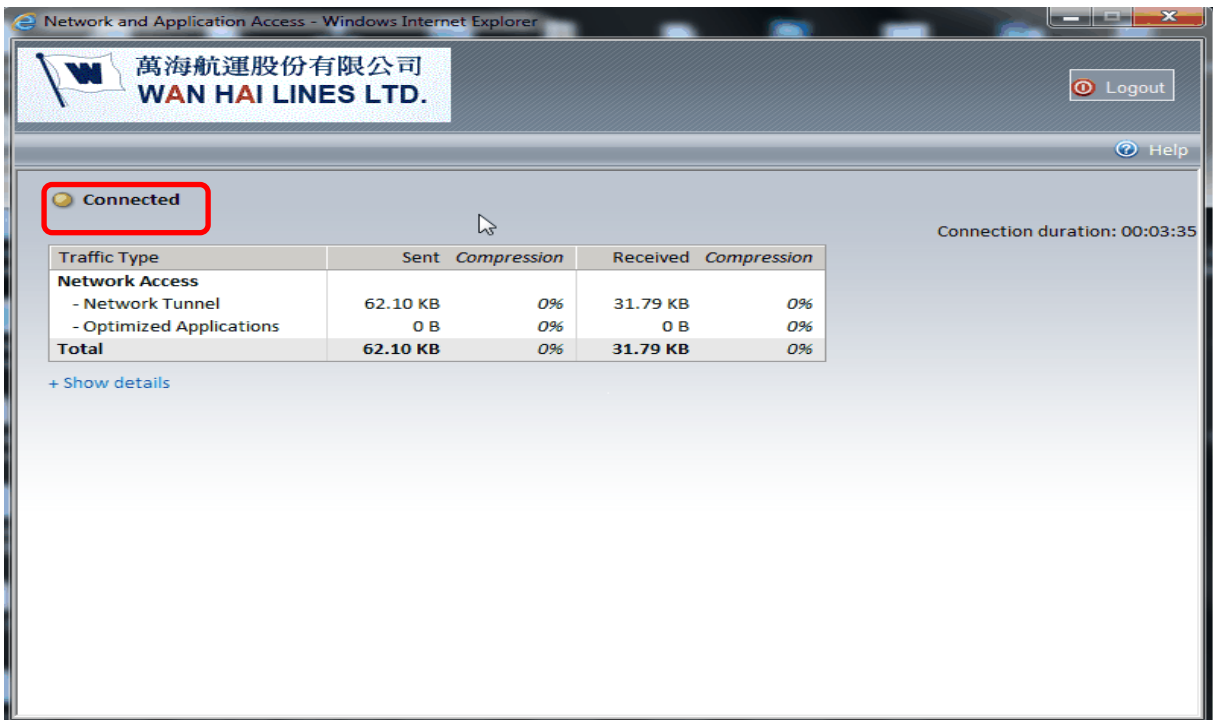 Network and Application Access - Windows Internet Explorer
W 萬海航運股份有限公司
WAN HAI LINES LTD.
Logout
Help
Connected
Connection duration: 00:03:35
Traffic Type Sent Compression Received Compression
Network Access
- Network Tunnel 62.10 KB 0% 31.79 KB 0%
- Optimized Applications 0 B 0% 0 B 0%
Total 62.10 KB 0% 31.79 KB 0%
+ Show details